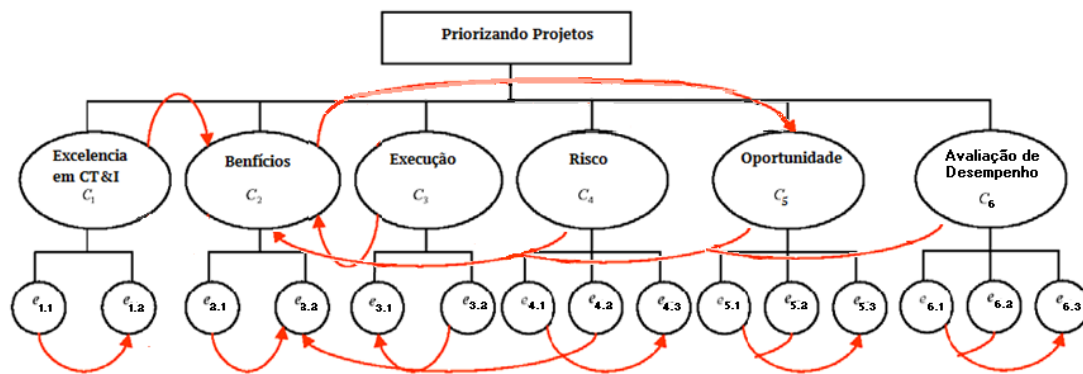 Priorizando Projetos
Excelencia
em CT&I
C1
Benfícios
C2
Execução
C3
Risco
C4
Oportunidade
C5
Avaliação de
Desempenho
C6
e1.1
e1.2
e2.1
e2.2
e3.1
e3.2
e4.1
e4.2
e4.3
e5.1
e5.2
e5.3
e6.1
e6.2
e6.3